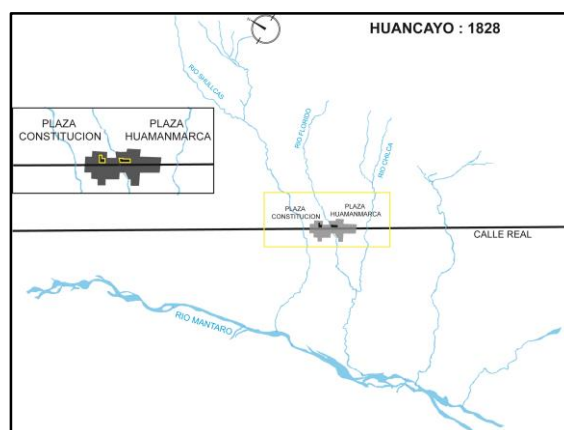 HUANCAYO : 1828
RIO SHULLCAS
PLAZA
CONSTITUCION
PLAZA
HUAMANMARCA
RIO FLORIDO
RIO CHILCA
PLAZA
CONSTITUCION
PLAZA
HUAMANMARCA
CALLE REAL
RIO MANTARO